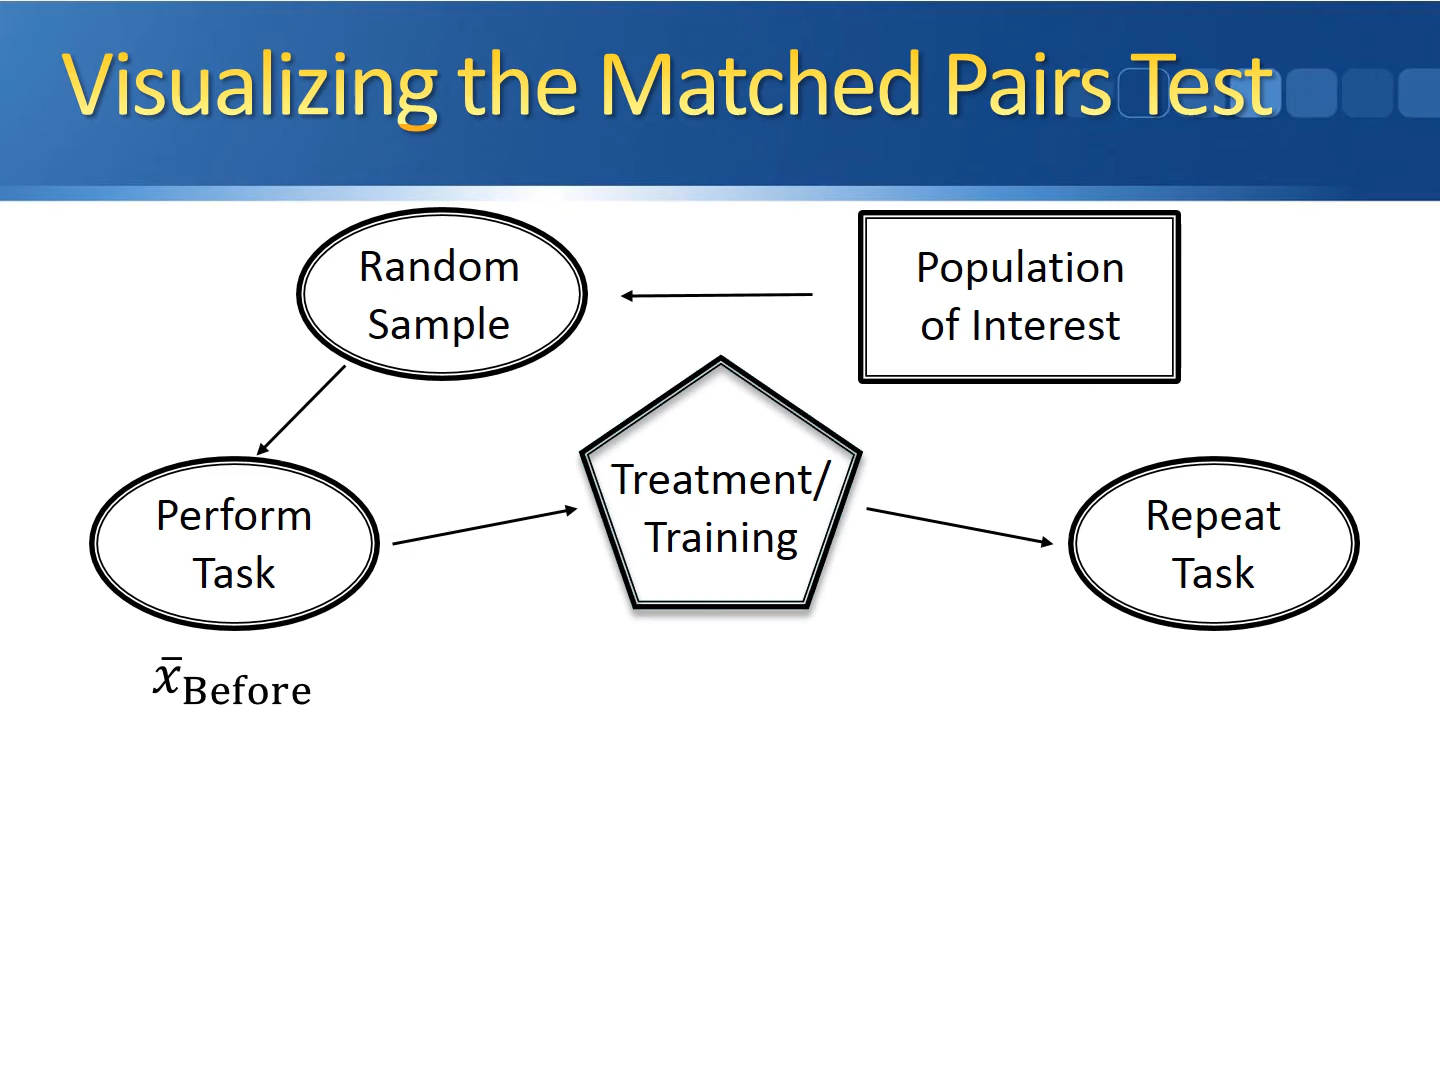 Visualizing the Matched Pairs Test
Random
Sample
Population
of Interest
Perform
Task
Treatment/
Training
Repeat
Task
x̄Before